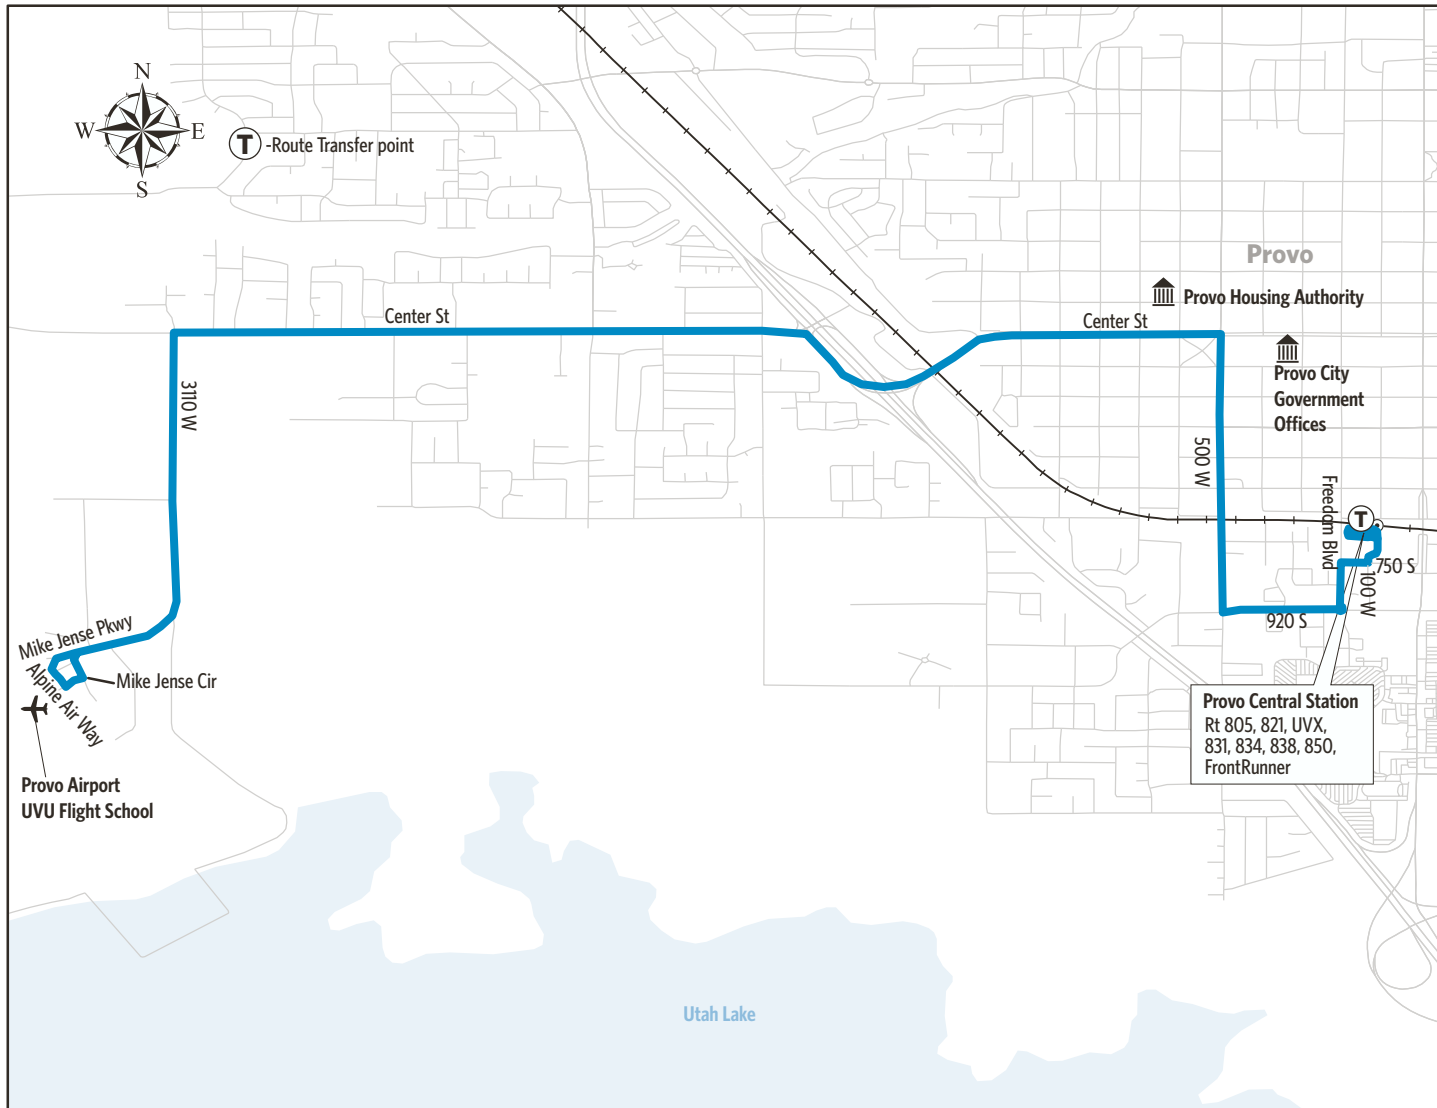 N
W
E
S
T
-Route Transfer point
Provo
Provo Housing Authority
Center St
Center St
Provo City
Government
Offices
3110 W
500 W
Freedom Blvd
T
750 S
100 W
920 S
Mike Jense Pkwy
Mike Jense Cir
Alpine Air Way
Provo Airport
UVU Flight School
Provo Central Station
Rt 805, 821, UVX,
831, 834, 838, 850,
FrontRunner
Utah Lake